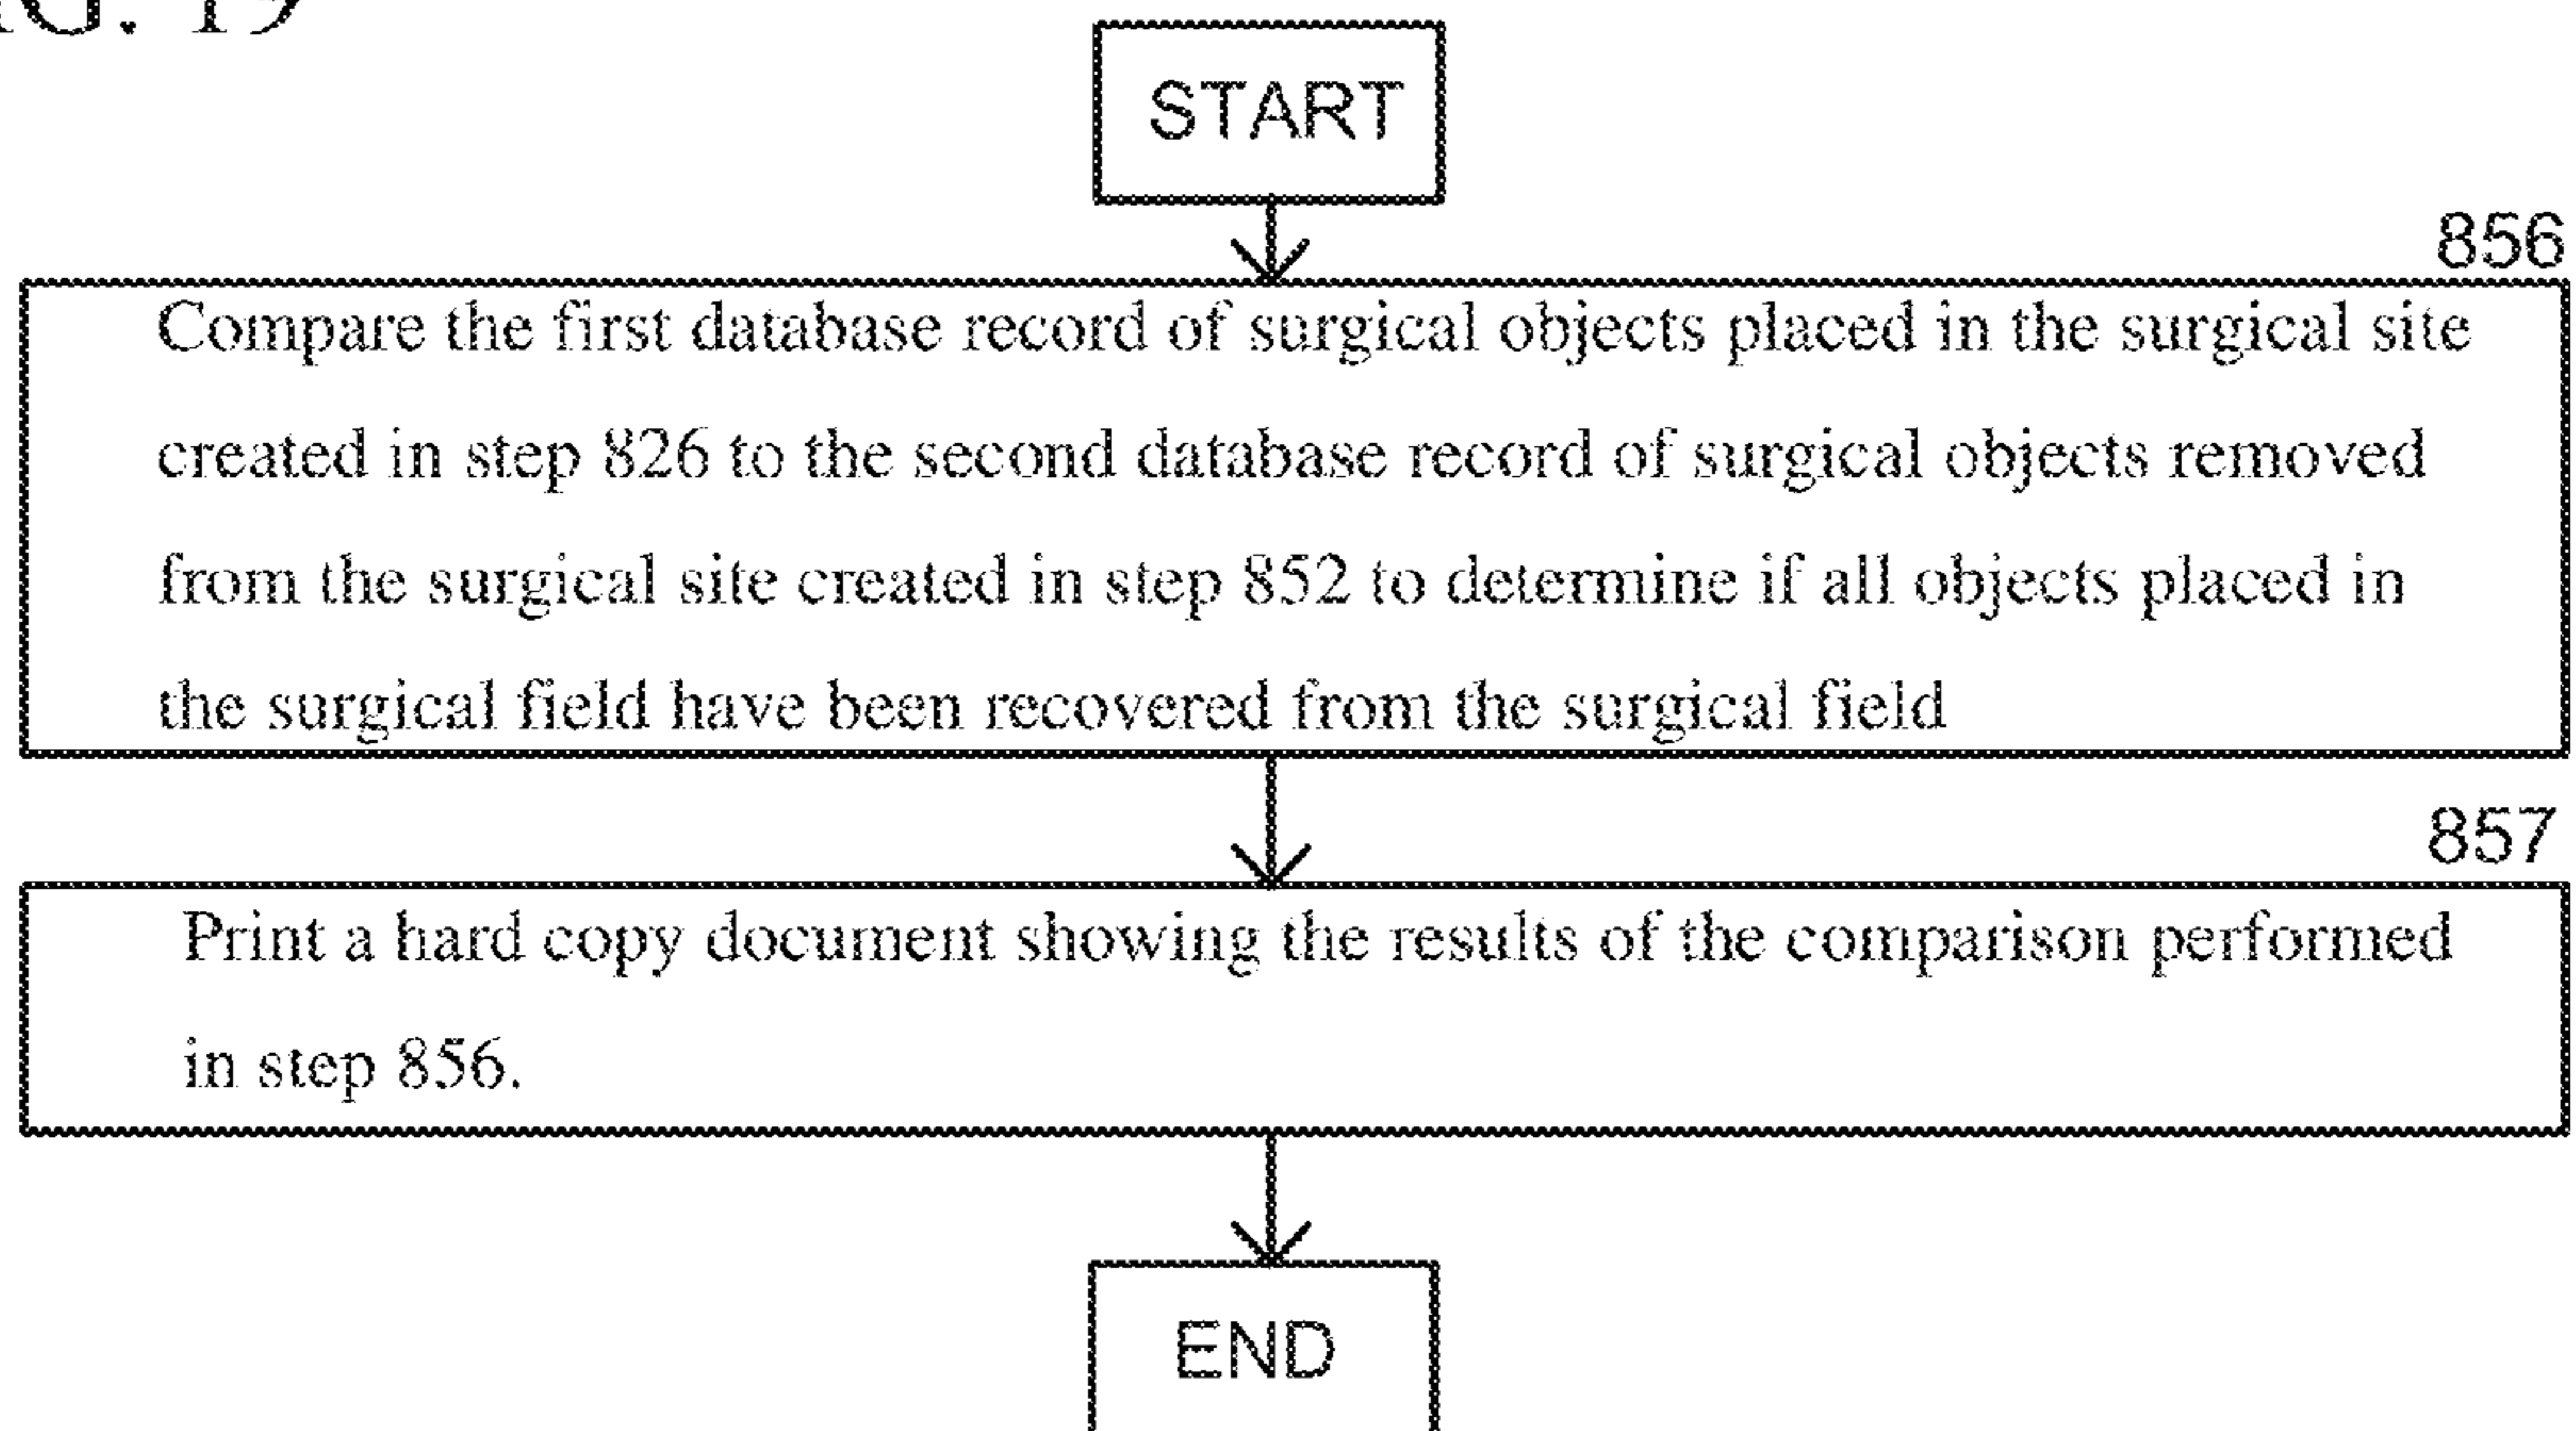 G. 19
START
856
Compare the first database record of surgical objects placed in the surgical site
created in step 826 to the second database record of surgical objects removed
from the surgical site created in step 852 to determine if all objects placed in
the surgical field have been recovered from the surgical field
857
Print a hard copy document showing the results of the comparison performed
in step 856.
END